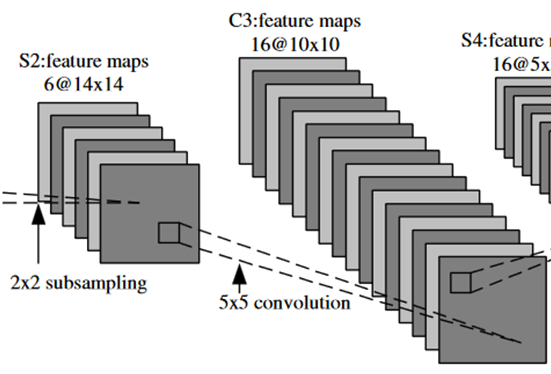 S2:feature maps
6@14x14
C3:feature maps
16@10x10
S4:feature
16@5x
2x2 subsampling
5x5 convolution